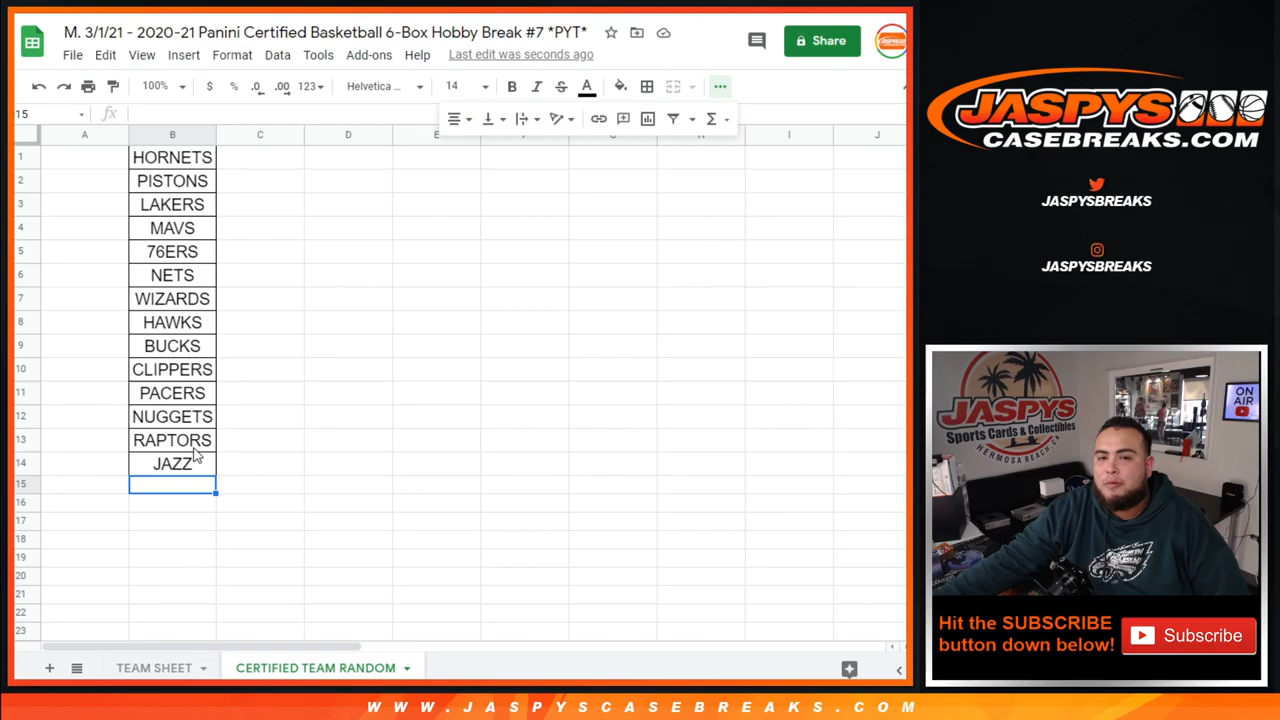 M. 3/1/21 - 2020-21 Panini Certified Basketball 6-Box Hobby Break #7 *PYT*
File Edit View Insert Format Data Tools Add-ons Help Last edit was seconds ago
Share
100% $ % .0 .00 123 Helvetica ... 14 B I S A
15 fx
A B C D E F H I J
1 HORNETS
2 PISTONS
3 LAKERS
4 MAVS
5 76ERS
6 NETS
7 WIZARDS
8 HAWKS
9 BUCKS
10 CLIPPERS
11 PACERS
12 NUGGETS
13 RAPTORS
14 JAZZ
15
16
17
18
19
20
21
22
23
TEAM SHEET
CERTIFIED TEAM RANDOM
JASPYS
CASEBREAKS.COM
JASPYSBREAKS
JASPYSBREAKS
JASPYS
Sports Cards & Collectibles
HERMOSA BEACH, CA
ON
AIR
Hit the SUBSCRIBE
button down below!
Subscribe
WWW.JASPYSCASEBREAKS.COM